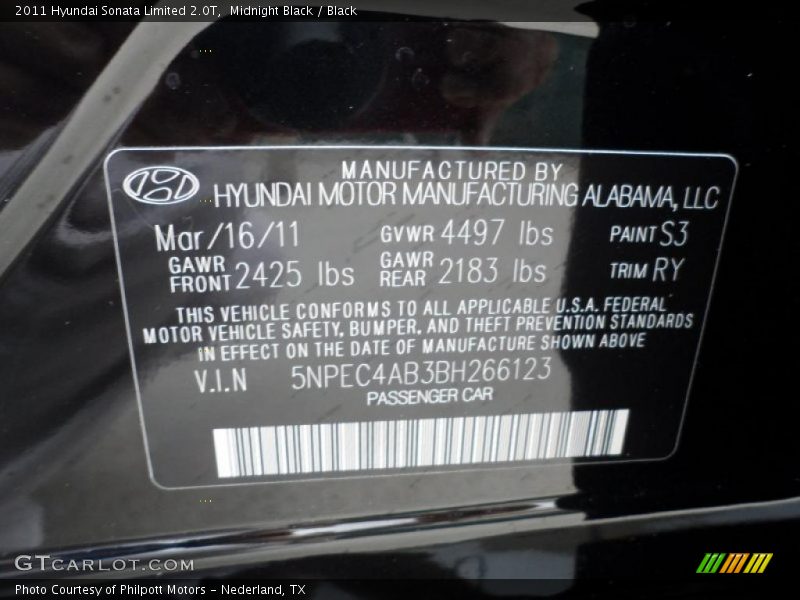 2011 Hyundai Sonata Limited 2.0T, Midnight Black / Black
MANUFACTURED BY
HYUNDAI MOTOR MANUFACTURING ALABAMA, LLC
Mar/16/11 GVWR 4497 lbs PAINT S3
GAWR FRONT 2425 lbs GAWR REAR 2183 lbs TRIM RY
THIS VEHICLE CONFORMS TO ALL APPLICABLE U.S.A. FEDERAL
MOTOR VEHICLE SAFETY, BUMPER, AND THEFT PREVENTION STANDARDS
IN EFFECT ON THE DATE OF MANUFACTURE SHOWN ABOVE
V.I.N 5NPEC4AB3BH266123
PASSENGER CAR
GTCARLOT.COM
Photo Courtesy of Philpott Motors - Nederland, TX